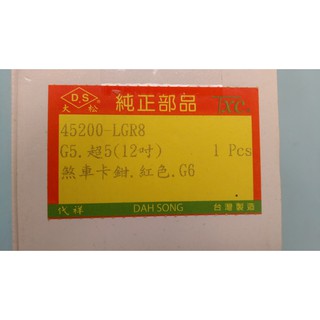 DS
大松
純正部品
45200-LGR8
G5.超5(12吋) 1 Pcs
煞車卡鉗.紅色.G6
代祥 DAH SONG 台灣製造